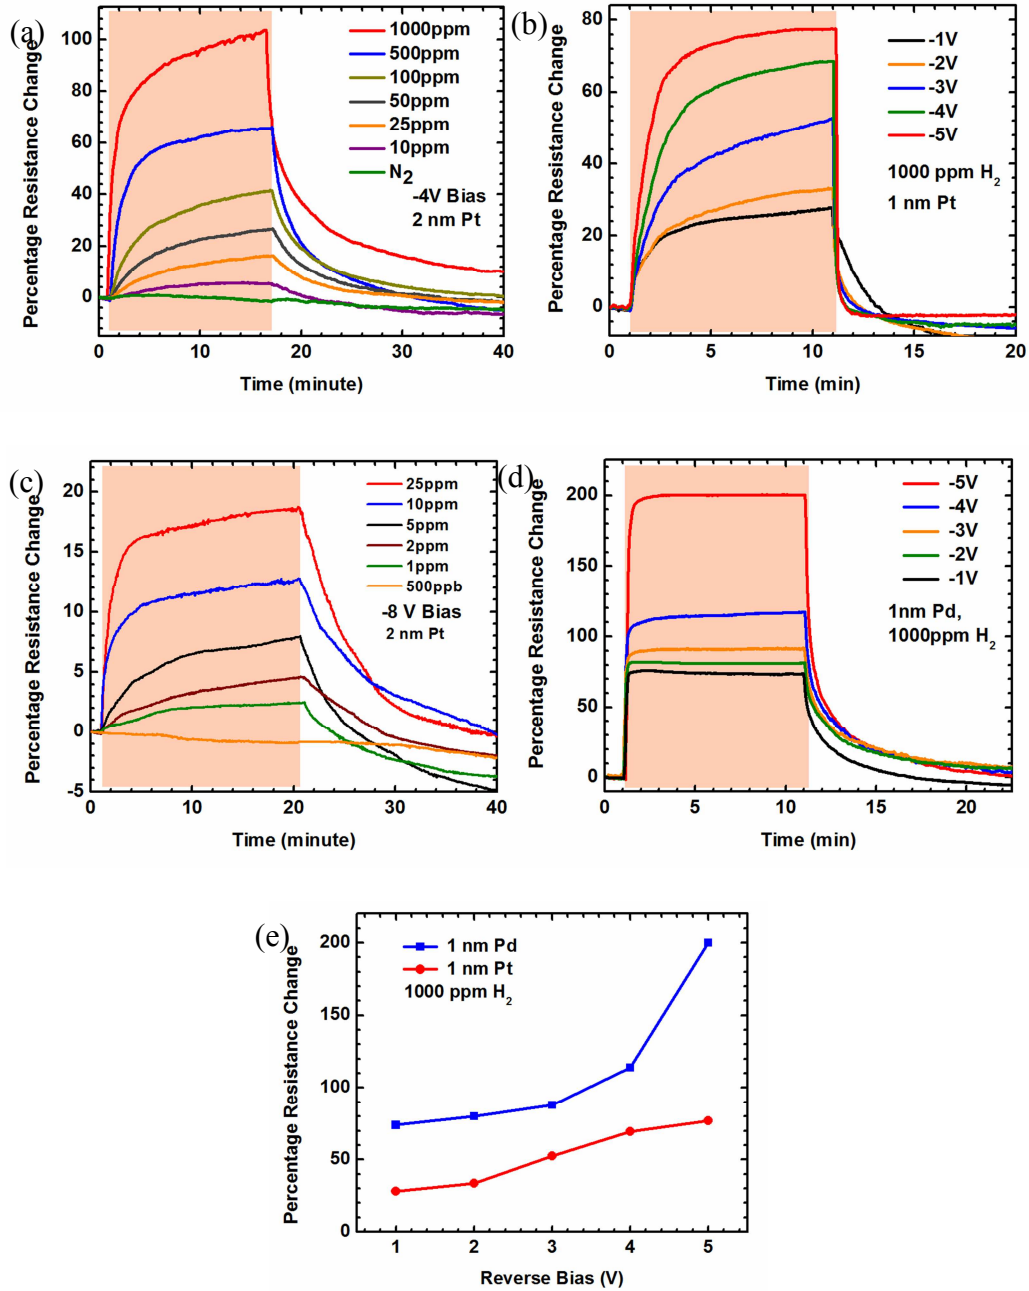 (a)
Percentage Resistance Change
100
80
60
40
20
0
0
10
20
30
40
Time (minute)
1000ppm
500ppm
100ppm
50ppm
25ppm
10ppm
N2
-4V Bias
2 nm Pt
(b)
Percentage Resistance Change
80
60
40
20
0
0
5
10
15
20
Time (min)
-1V
-2V
-3V
-4V
-5V
1000 ppm H2
1 nm Pt
(c)
Percentage Resistance Change
20
15
10
5
0
-5
0
10
20
30
40
Time (minute)
25ppm
10ppm
5ppm
2ppm
1ppm
500ppb
-8 V Bias
2 nm Pt
(d)
Percentage Resistance Change
200
150
100
50
0
0
5
10
15
20
Time (min)
-5V
-4V
-3V
-2V
-1V
1nm Pd,
1000ppm H2
(e)
Percentage Resistance Change
200
150
100
50
0
1
2
3
4
5
Reverse Bias (V)
1 nm Pd
1 nm Pt
1000 ppm H2